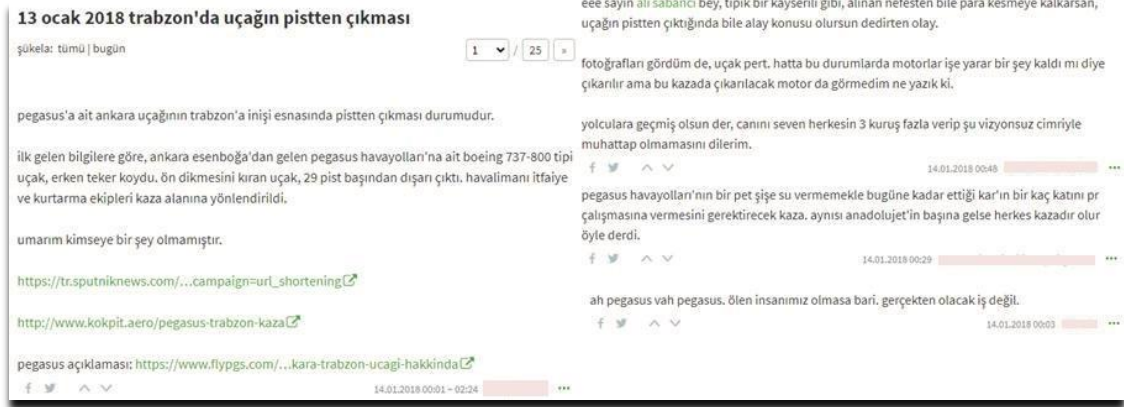 13 ocak 2018 trabzon'da uçağın pistten çıkması
şükela: tümü | bugün
1 / 25 »
pegasus'a ait ankara uçağının trabzon'a inişi esnasında pistten çıkması durumudur.
ilk gelen bilgilere göre, ankara esenboğa'dan gelen pegasus havayolları'na ait boeing 737-800 tipi
uçak, erken teker koydu. ön dikmesini kıran uçak, 29 pist başından dışarı çıktı. havalimanı itfaiye
ve kurtarma ekipleri kaza alanına yönlendirildi.
umarım kimseye bir şey olmamıştır.
https://tr.sputniknews.com/...campaign=url_shortening
http://www.kokpit.aero/pegasus-trabzon-kaza
pegasus açıklaması: https://www.flypgs.com/...kara-trabzon-ucagi-hakkinda
14.01.2018 00:01 ~ 02:24
eee sayın ali sabancı bey, tipik bir kayserili gibi, alınan nefesten bile para kesmeye kalkarsan,
uçağın pistten çıktığında bile alay konusu olursun dedirten olay.
fotoğrafları gördüm de, uçak pert. hatta bu durumlarda motorlar işe yarar bir şey kaldı mı diye
çıkarılır ama bu kazada çıkarılacak motor da görmedim ne yazık ki.
yolculara geçmiş olsun der, canını seven herkesin 3 kuruş fazla verip şu vizyonsuz cimriyle
muhattap olmamasını dilerim.
14.01.2018 00:48
pegasus havayolları'nın bir pet şişe su vermemekle bugüne kadar ettiği kar'ın bir kaç katını pr
çalışmasına vermesini gerektirecek kaza. aynısı anadolujet'in başına gelse herkes kazadır olur
öyle derdi.
14.01.2018 00:29
ah pegasus vah pegasus. ölen insanımız olmasa bari. gerçekten olacak iş değil.
14.01.2018 00:03